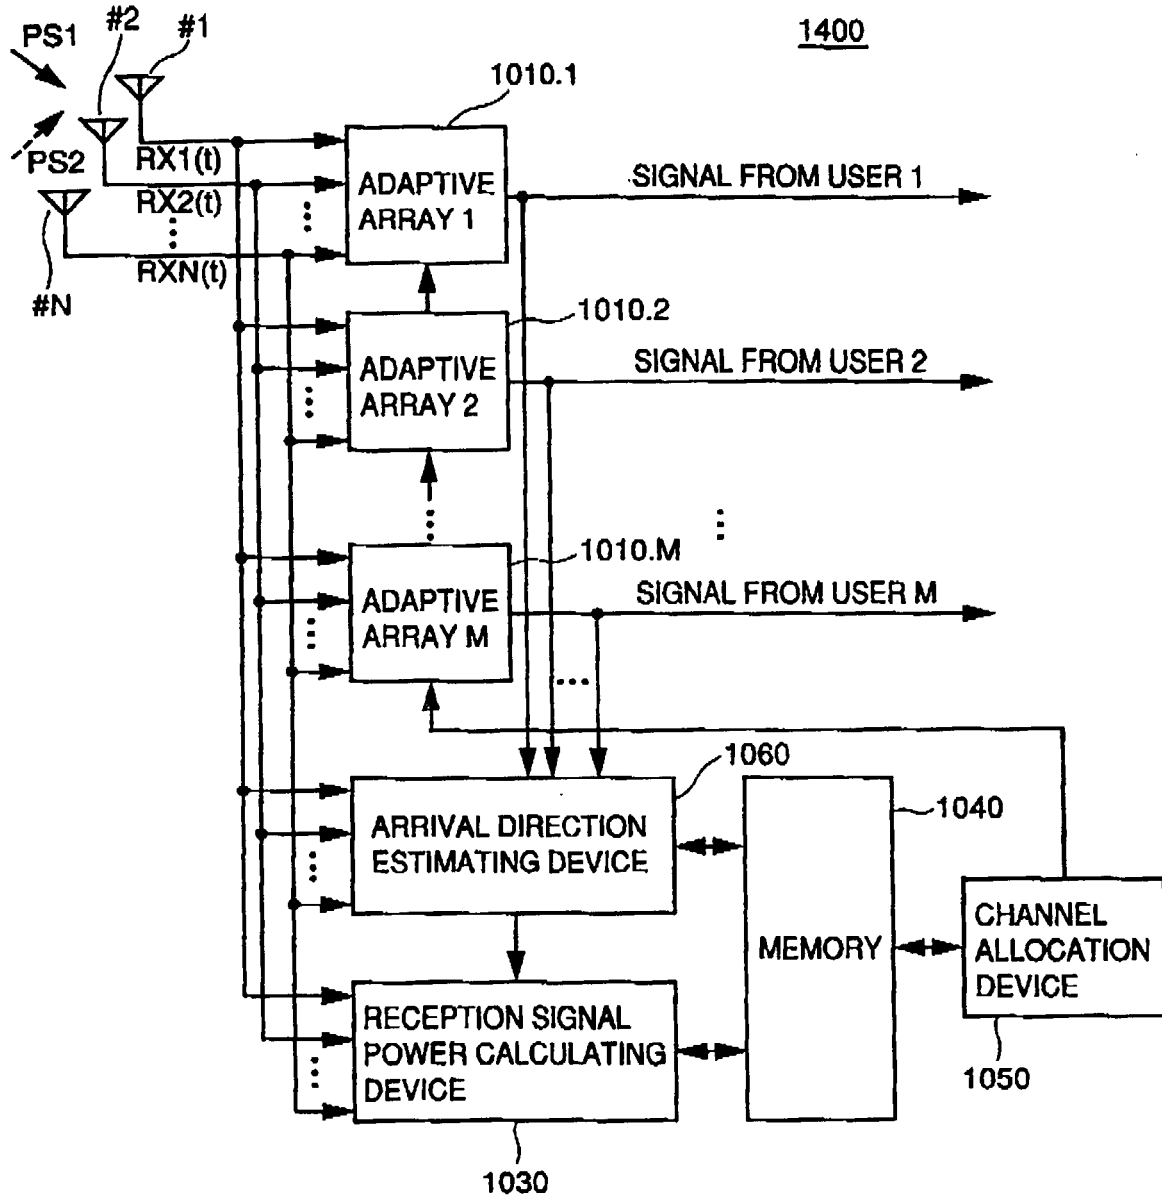 PS1
#2
#1
1400
1010.1
PS2
RX1(t)
RX2(t)
RXN(t)
#N
ADAPTIVE
ARRAY 1
SIGNAL FROM USER 1
1010.2
ADAPTIVE
ARRAY 2
SIGNAL FROM USER 2
1010.M
ADAPTIVE
ARRAY M
SIGNAL FROM USER M
1060
ARRIVAL DIRECTION
ESTIMATING DEVICE
1040
MEMORY
CHANNEL
ALLOCATION
DEVICE
1050
RECEPTION SIGNAL
POWER CALCULATING
DEVICE
1030